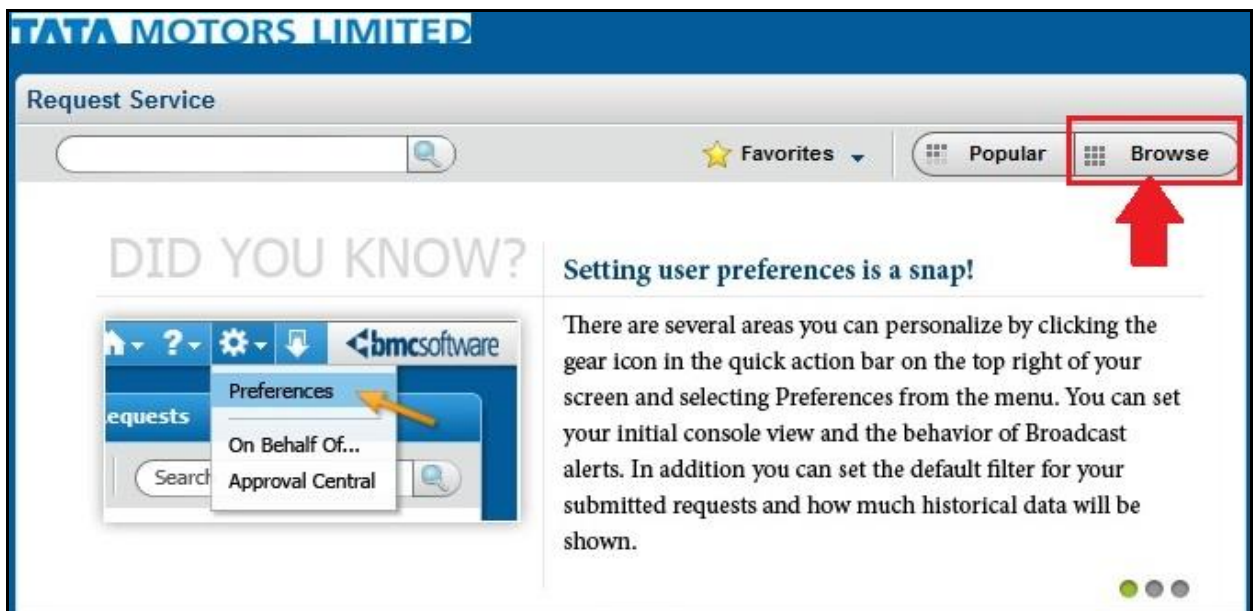 TATA MOTORS LIMITED
Request Service
Favorites
Popular
Browse
DID YOU KNOW?
Setting user preferences is a snap!
There are several areas you can personalize by clicking the
gear icon in the quick action bar on the top right of your
screen and selecting Preferences from the menu. You can set
your initial console view and the behavior of Broadcast
alerts. In addition you can set the default filter for your
submitted requests and how much historical data will be
shown.
? bmcsoftware
Preferences
equests
On Behalf Of...
Search
Approval Central